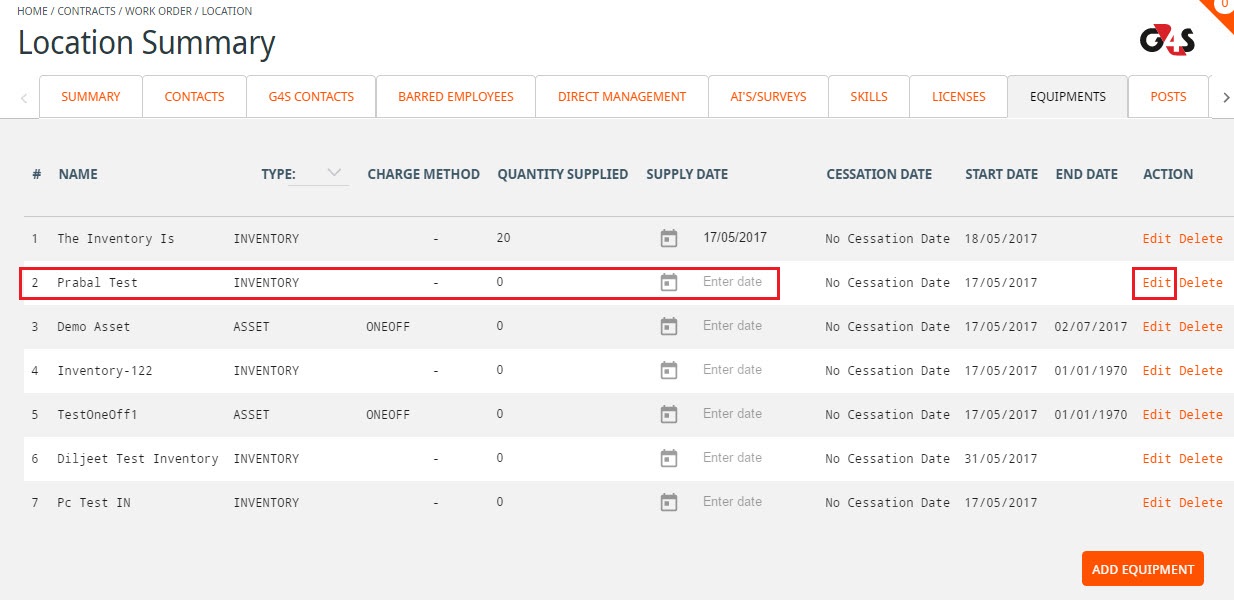 0
HOME / CONTRACTS / WORK ORDER / LOCATION
Location Summary
G4S
SUMMARY CONTACTS G4S CONTACTS BARRED EMPLOYEES DIRECT MANAGEMENT AI'S/SURVEYS SKILLS LICENSES EQUIPMENTS POSTS
# NAME TYPE: CHARGE METHOD QUANTITY SUPPLIED SUPPLY DATE CESSATION DATE START DATE END DATE ACTION
1 The Inventory Is INVENTORY - 20 17/05/2017 No Cessation Date 18/05/2017 Edit Delete
2 Prabal Test INVENTORY - 0 Enter date No Cessation Date 17/05/2017 Edit Delete
3 Demo Asset ASSET ONEOFF 0 Enter date No Cessation Date 17/05/2017 02/07/2017 Edit Delete
4 Inventory-122 INVENTORY - 0 Enter date No Cessation Date 17/05/2017 01/01/1970 Edit Delete
5 TestOneOff1 ASSET ONEOFF 0 Enter date No Cessation Date 17/05/2017 01/01/1970 Edit Delete
6 Diljeet Test Inventory INVENTORY - 0 Enter date No Cessation Date 31/05/2017 Edit Delete
7 Pc Test IN INVENTORY - 0 Enter date No Cessation Date 17/05/2017 Edit Delete
ADD EQUIPMENT